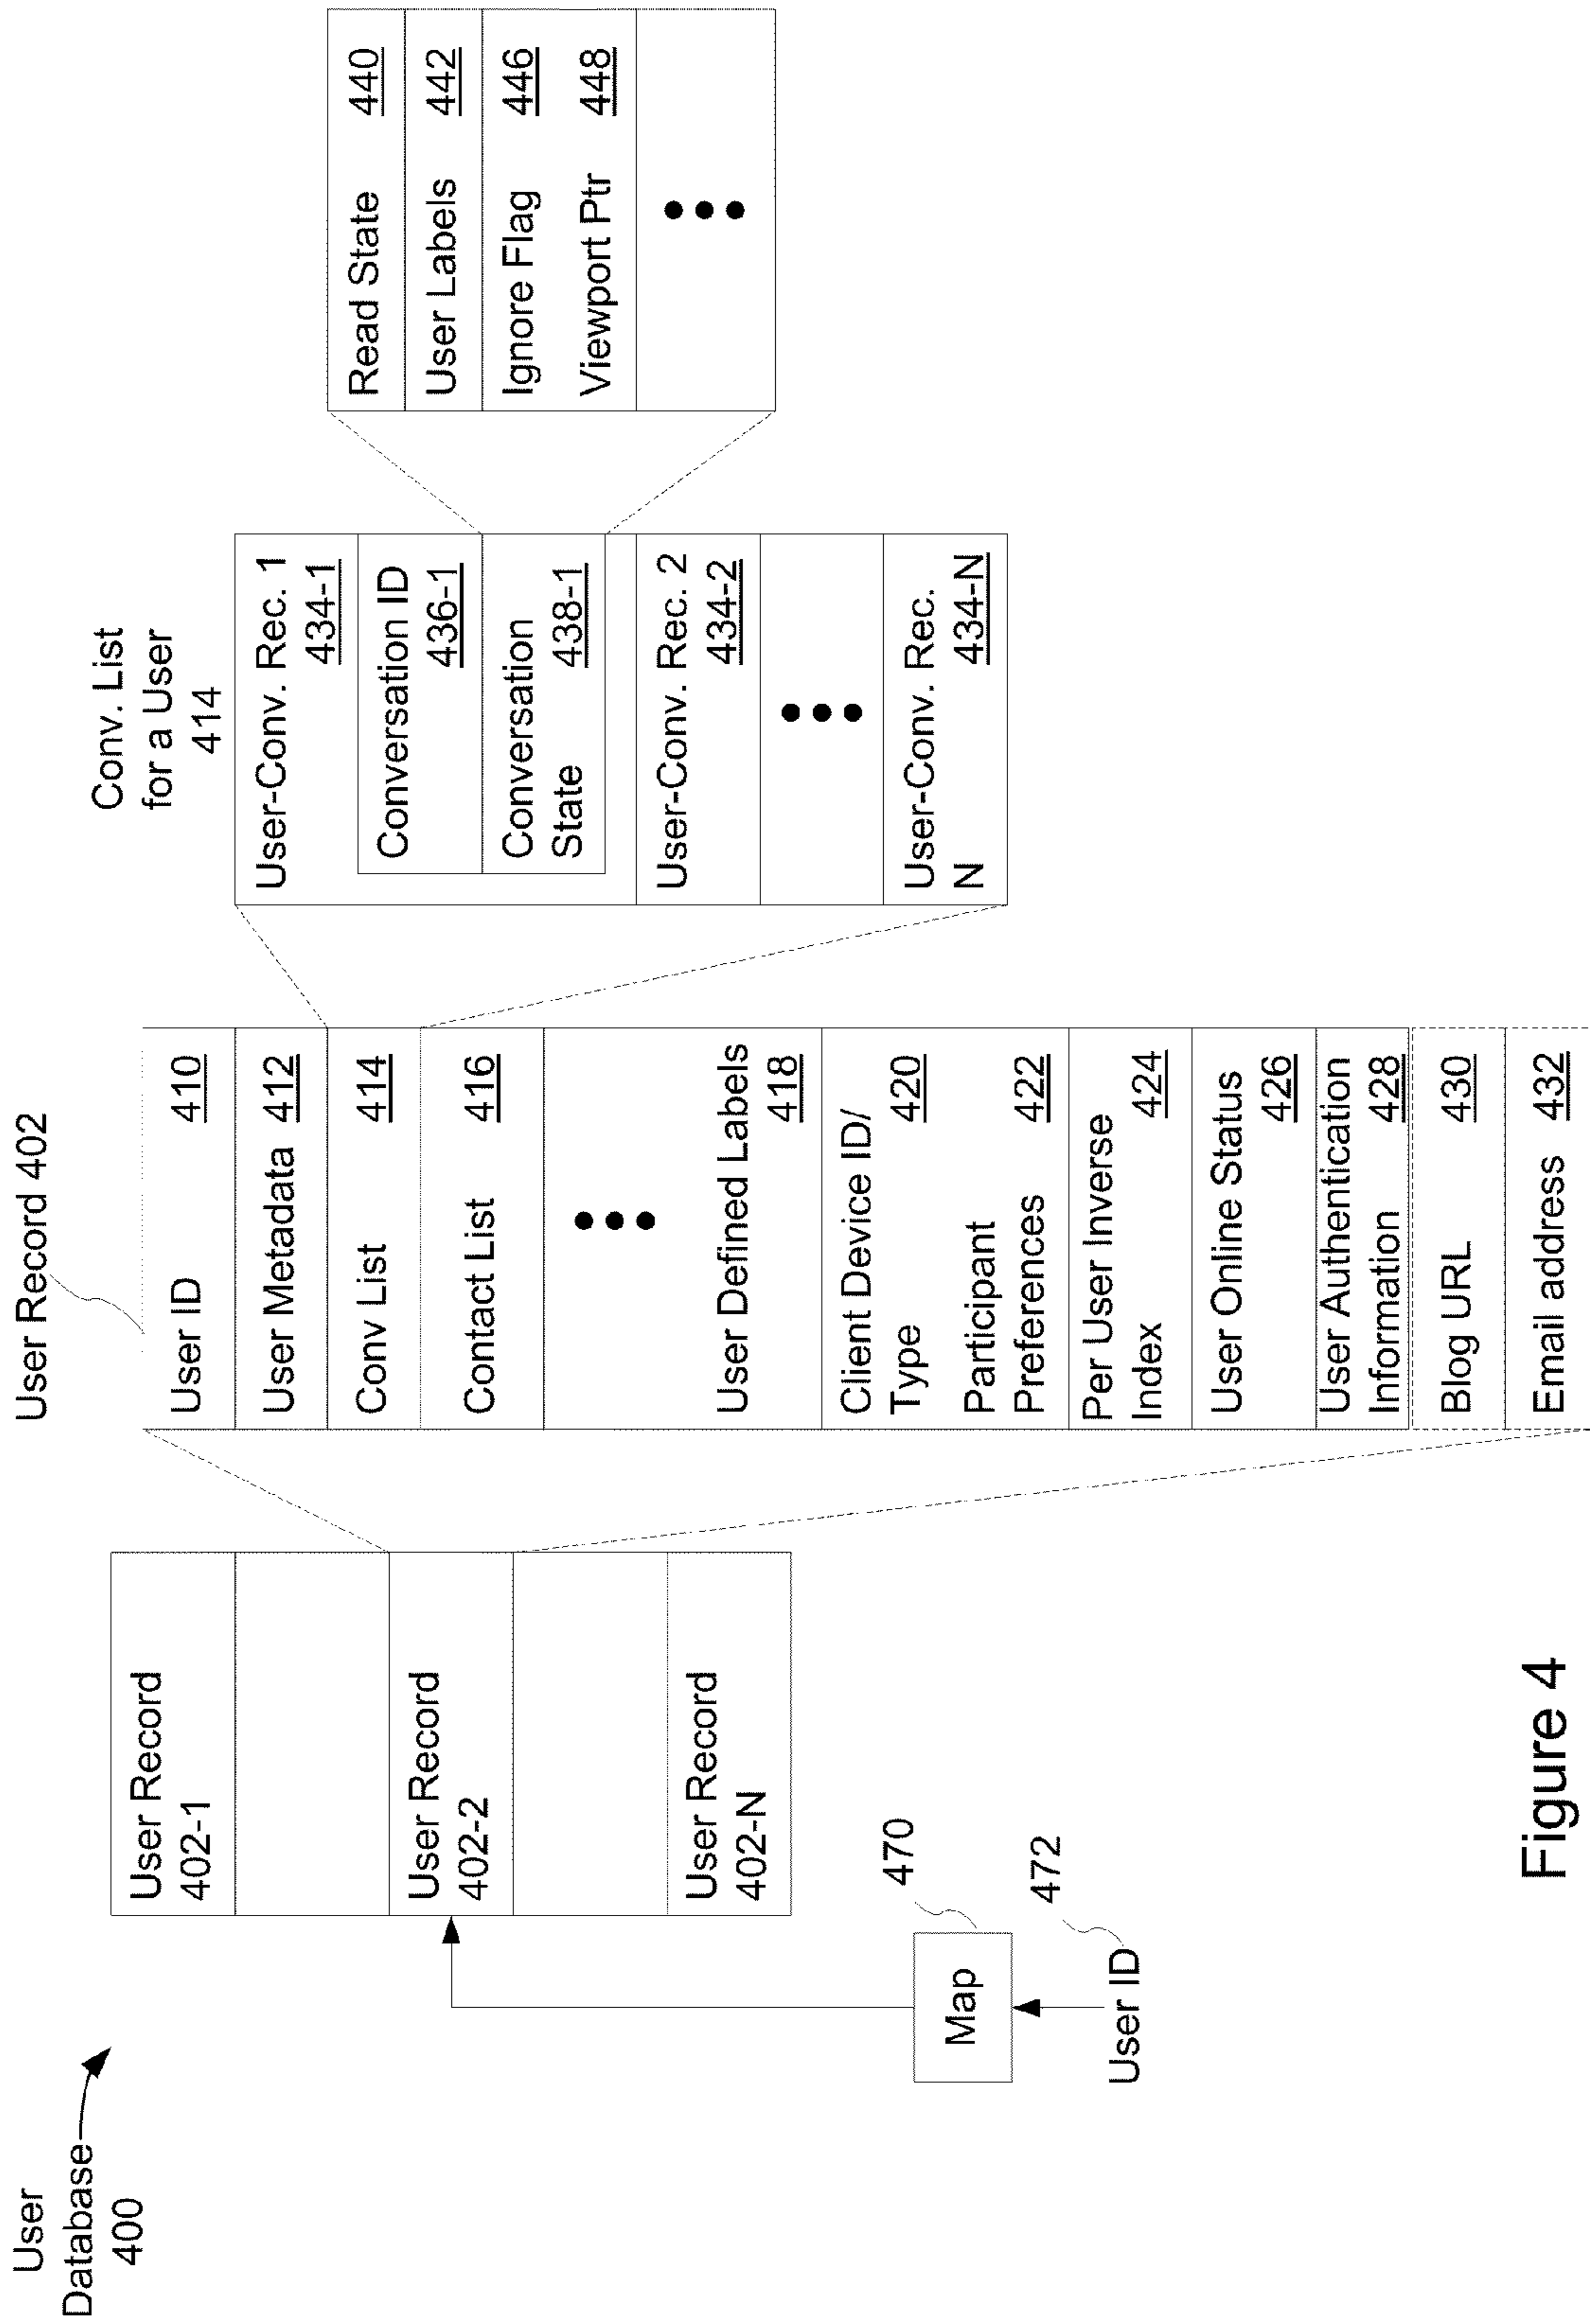 User
Database
400
User Record
402-1
User Record
402-2
User Record
402-N
Map
470
User ID
472
User Record 402
User ID 410
User Metadata 412
Conv List 414
Contact List 416
User Defined Labels
418
Client Device ID/
Type 420
Participant
Preferences 422
Per User Inverse
Index 424
User Online Status
426
User Authentication
Information 428
Blog URL 430
Email address 432
Conv. List
for a User
414
User-Conv. Rec. 1
434-1
Conversation ID
436-1
Conversation
State 438-1
User-Conv. Rec. 2
434-2
User-Conv. Rec.
N 434-N
Read State 440
User Labels 442
Ignore Flag 446
Viewport Ptr 448
Figure 4